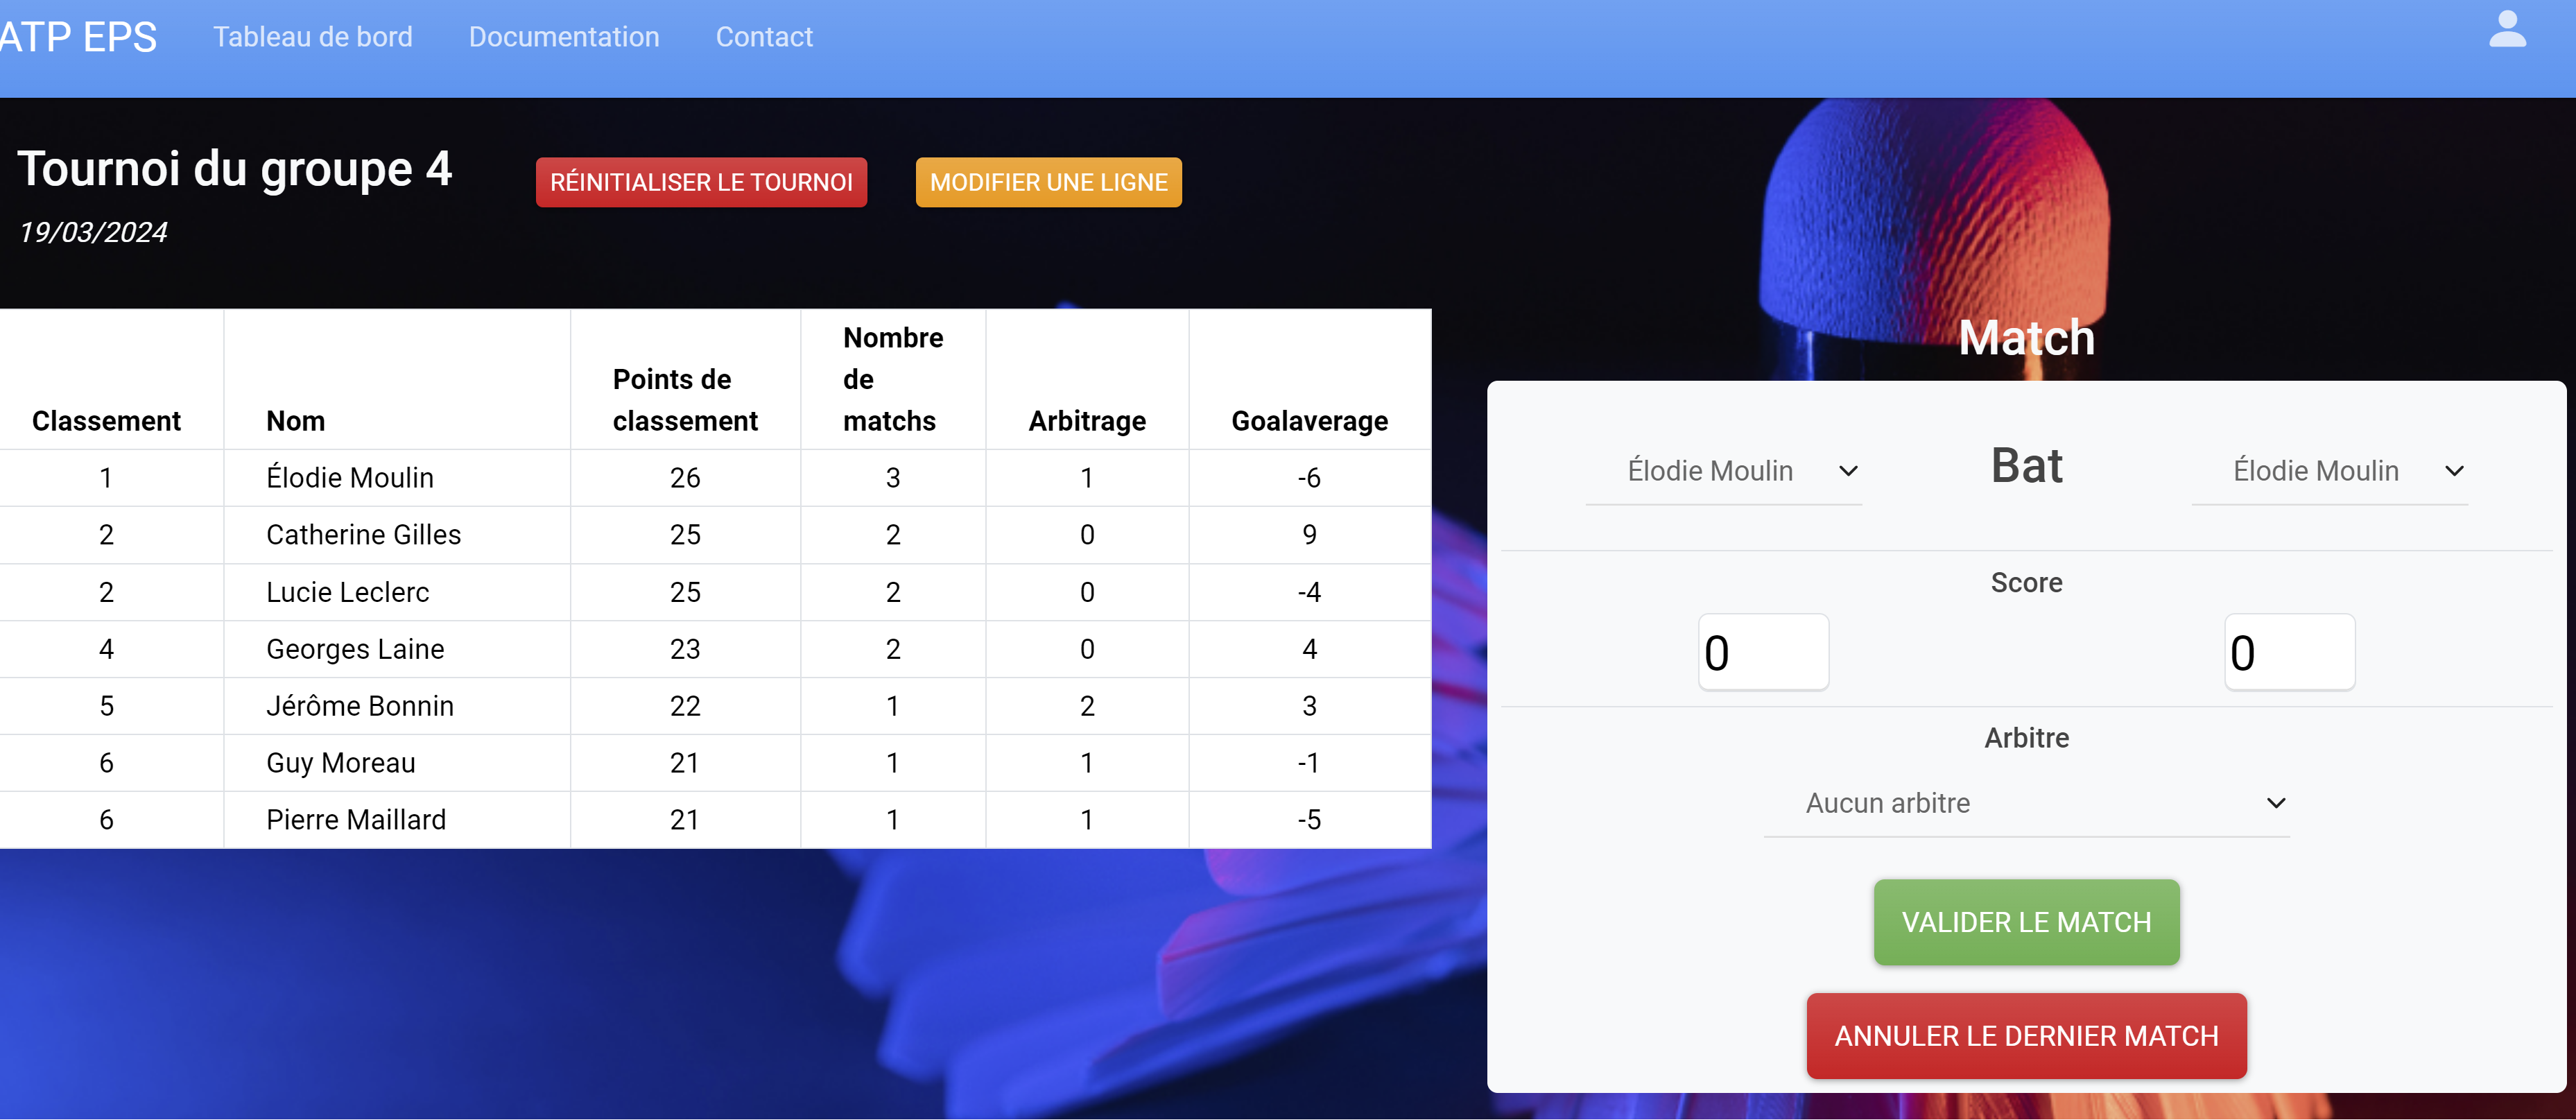 ATP EPS Tableau de bord Documentation Contact
Tournoi du groupe 4 RÉINITIALISER LE TOURNOI MODIFIER UNE LIGNE
19/03/2024
Classement Nom Points de classement Nombre de matchs Arbitrage Goalaverage
1 Élodie Moulin 26 3 1 -6
2 Catherine Gilles 25 2 0 9
2 Lucie Leclerc 25 2 0 -4
4 Georges Laine 23 2 0 4
5 Jérôme Bonnin 22 1 2 3
6 Guy Moreau 21 1 1 -1
6 Pierre Maillard 21 1 1 -5
Match
Élodie Moulin Bat Élodie Moulin
Score
0 0
Arbitre
Aucun arbitre
VALIDER LE MATCH
ANNULER LE DERNIER MATCH